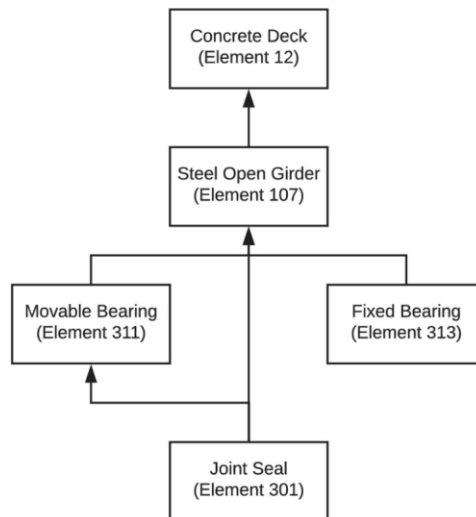 Concrete Deck
(Element 12)
Steel Open Girder
(Element 107)
Movable Bearing
(Element 311)
Fixed Bearing
(Element 313)
Joint Seal
(Element 301)